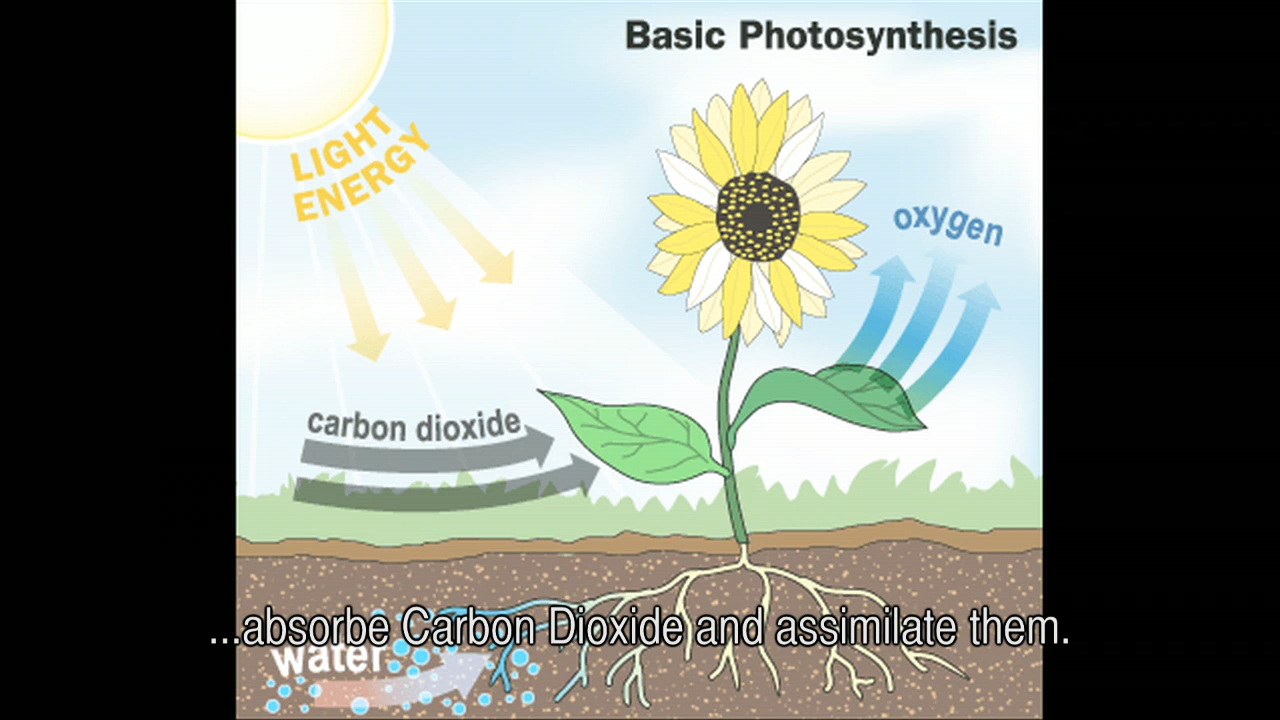 Basic Photosynthesis
LIGHT
ENERGY
oxygen
carbon dioxide
...absorbe Carbon Dioxide and assimilate them.
water